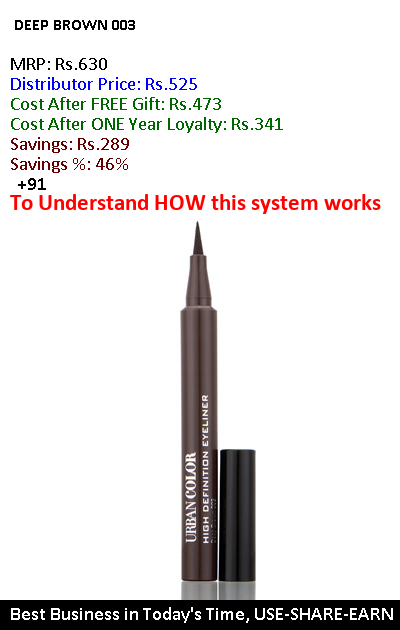 DEEP BROWN 003
MRP: Rs.630
Distributor Price: Rs.525
Cost After FREE Gift: Rs.473
Cost After ONE Year Loyalty: Rs.341
Savings: Rs.289
Savings %: 46%
+91
To Understand HOW this system works
URBAN COLOR
HIGH DEFINITION EYELINER
Best Business in Today's Time, USE-SHARE-EARN